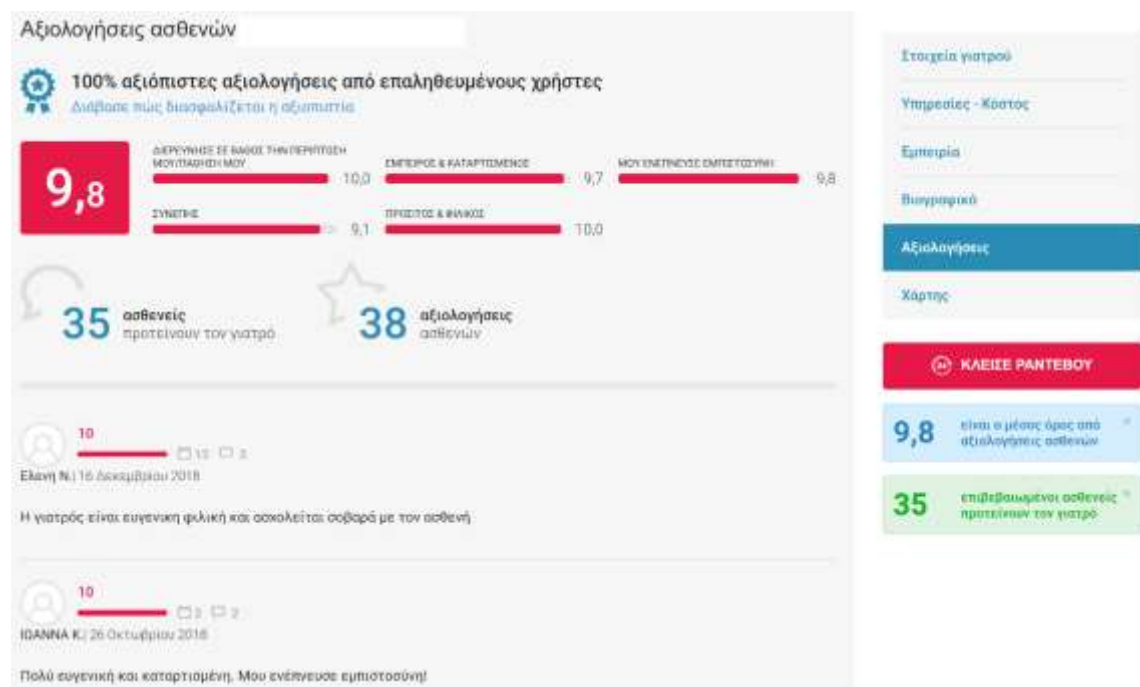 Αξιολογήσεις ασθενών
100% αξιόπιστες αξιολογήσεις από επαληθευμένους χρήστες
Διάβασε πώς διασφαλίζεται η αξιοπιστία
9,8
ΔΙΕΡΕΥΝΗΣΕ ΣΕ ΒΑΘΟΣ ΤΗΝ ΠΕΡΙΠΤΩΣΗ
ΜΟΥ/ΠΑΘΗΣΗ ΜΟΥ
10,0
ΕΜΠΕΙΡΟΣ & ΚΑΤΑΡΤΙΣΜΕΝΟΣ
9,7
ΜΟΥ ΕΝΕΠΝΕΥΣΕ ΕΜΠΙΣΤΟΣΥΝΗ
9,8
ΣΥΝΕΠΗΣ
9,1
ΠΡΟΣΙΤΟΣ & ΦΙΛΙΚΟΣ
10,0
35 ασθενείς
προτείνουν τον γιατρό
38 αξιολογήσεις
ασθενών
10
Ελενη Ν.| 16 Δεκεμβρίου 2018
Η γιατρός είναι ευγενικη φιλική και ασχολείται σοβαρά με τον ασθενή
10
2 2
ΙΩΑΝΝΑ Κ.| 26 Οκτωβρίου 2018
Πολύ ευγενική και καταρτισμένη. Μου ενέπνευσε εμπιστοσύνη!
Στοιχεία γιατρού
Υπηρεσίες - Κόστος
Εμπειρία
Βιογραφικό
Αξιολογήσεις
Χάρτης
ΚΛΕΙΣΕ ΡΑΝΤΕΒΟΥ
9,8 είναι ο μέσος όρος από
αξιολογήσεις ασθενών
35 επιβεβαιωμένοι ασθενείς
προτείνουν τον γιατρό